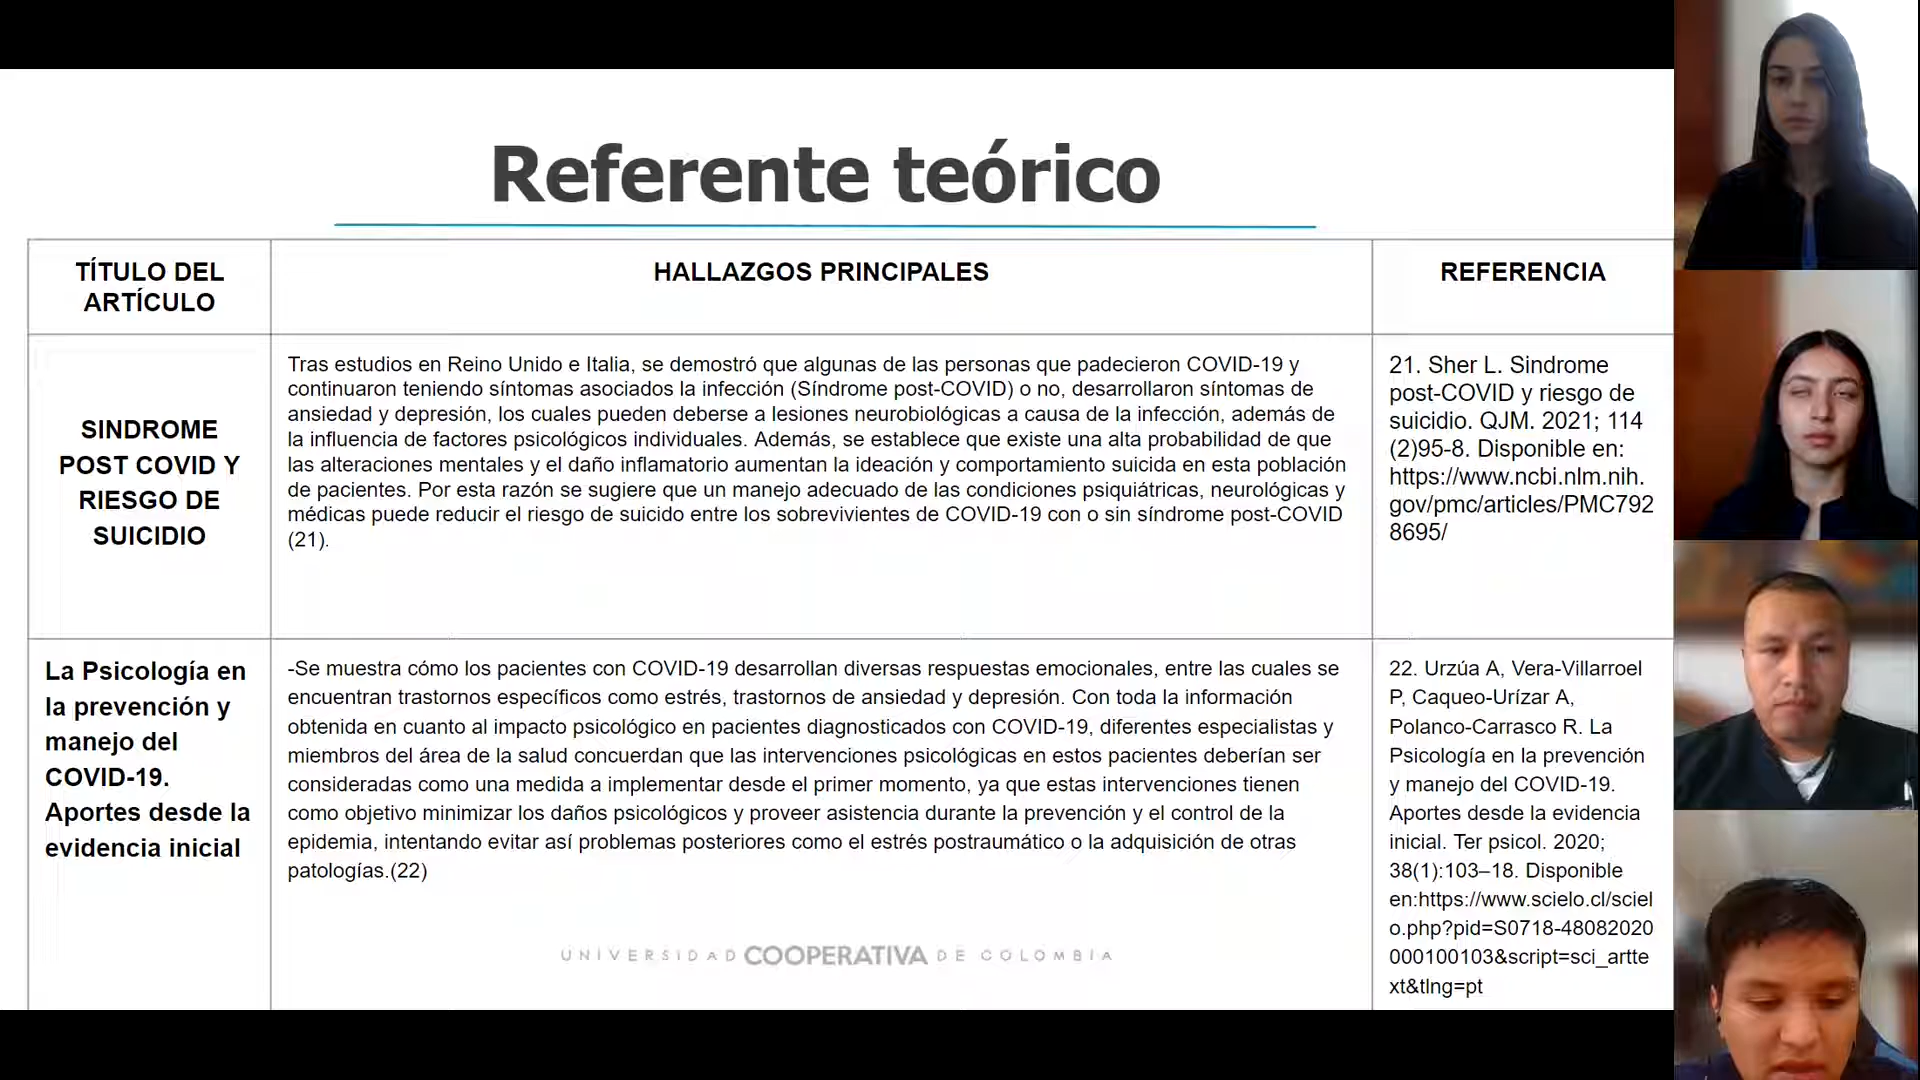 Referente teórico
TÍTULO DEL
ARTÍCULO
HALLAZGOS PRINCIPALES
REFERENCIA
SINDROME
POST COVID Y
RIESGO DE
SUICIDIO
Tras estudios en Reino Unido e Italia, se demostró que algunas de las personas que padecieron COVID-19 y
continuaron teniendo síntomas asociados la infección (Síndrome post-COVID) o no, desarrollaron síntomas de
ansiedad y depresión, los cuales pueden deberse a lesiones neurobiológicas a causa de la infección, además de
la influencia de factores psicológicos individuales. Además, se establece que existe una alta probabilidad de que
las alteraciones mentales y el daño inflamatorio aumentan la ideación y comportamiento suicida en esta población
de pacientes. Por esta razón se sugiere que un manejo adecuado de las condiciones psiquiátricas, neurológicas y
médicas puede reducir el riesgo de suicido entre los sobrevivientes de COVID-19 con o sin síndrome post-COVID
(21).
21. Sher L. Sindrome
post-COVID y riesgo de
suicidio. QJM. 2021; 114
(2)95-8. Disponible en:
https://www.ncbi.nlm.nih.
gov/pmc/articles/PMC792
8695/
La Psicología en
la prevención y
manejo del
COVID-19.
Aportes desde la
evidencia inicial
-Se muestra cómo los pacientes con COVID-19 desarrollan diversas respuestas emocionales, entre las cuales se
encuentran trastornos específicos como estrés, trastornos de ansiedad y depresión. Con toda la información
obtenida en cuanto al impacto psicológico en pacientes diagnosticados con COVID-19, diferentes especialistas y
miembros del área de la salud concuerdan que las intervenciones psicológicas en estos pacientes deberían ser
consideradas como una medida a implementar desde el primer momento, ya que estas intervenciones tienen
como objetivo minimizar los daños psicológicos y proveer asistencia durante la prevención y el control de la
epidemia, intentando evitar así problemas posteriores como el estrés postraumático o la adquisición de otras
patologías.(22)
22. Urzúa A, Vera-Villarroel
P, Caqueo-Urízar A,
Polanco-Carrasco R. La
Psicología en la prevención
y manejo del COVID-19.
Aportes desde la evidencia
inicial. Ter psicol. 2020;
38(1):103–18. Disponible
en:https://www.scielo.cl/sciel
o.php?pid=S0718-48082020
000100103&script=sci_artte
xt&tlng=pt
UNIVERSIDAD COOPERATIVA DE COLOMBIA